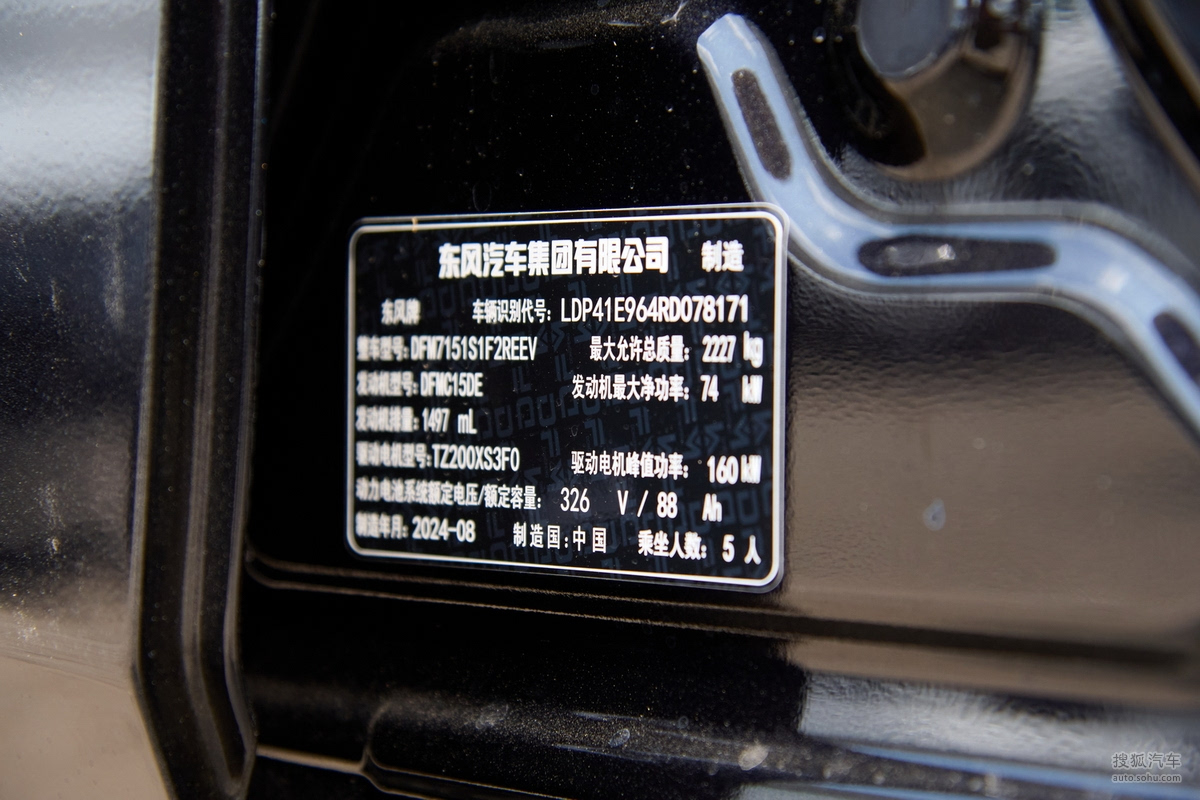 东风汽车集团有限公司 制造
东风牌 车辆识别代号: LDP41E964RD078171
整车型号:DFM7151S1F2REEV 最大允许总质量: 2227 kg
发动机型号:DFMC15DE 发动机最大净功率: 74 kW
发动机排量:1497 mL
驱动电机型号:TZ200XS3F0 驱动电机峰值功率: 160 kW
动力电池系统额定电压/额定容量: 326 V / 88 Ah
制造年月: 2024-08 制造国:中国 乘坐人数: 5 人
搜狐汽车
auto.sohu.com